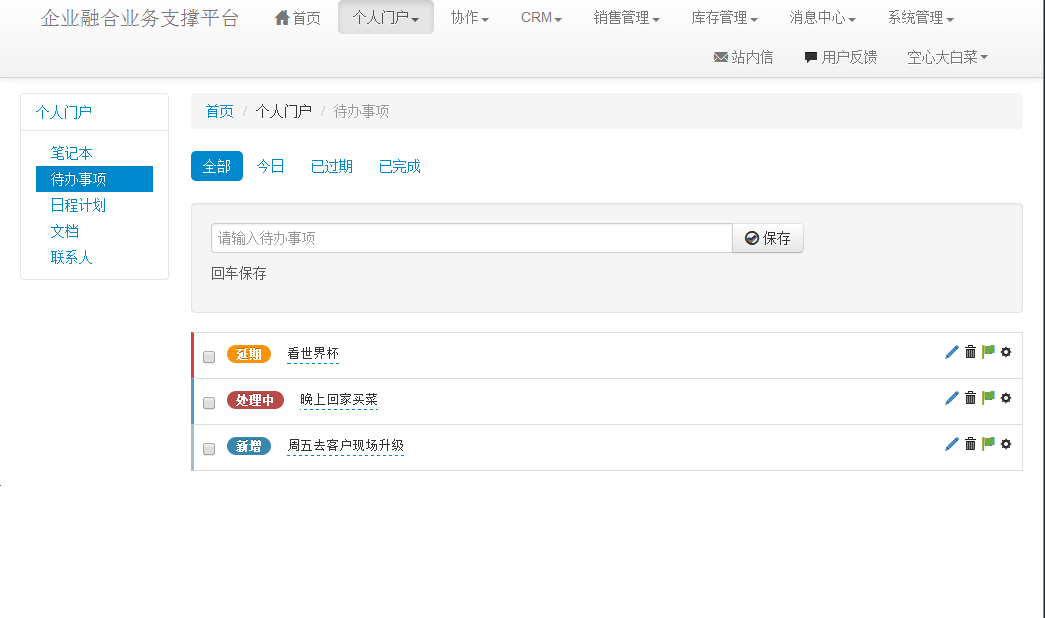 企业融合业务支撑平台 首页 个人门户 协作 CRM 销售管理 库存管理 消息中心 系统管理
站内信 用户反馈 空心大白菜
个人门户
笔记本
待办事项
日程计划
文档
联系人
首页 / 个人门户 / 待办事项
全部 今日 已过期 已完成
请输入待办事项 保存
回车保存
延期 看世界杯
处理中 晚上回家买菜
新增 周五去客户现场升级